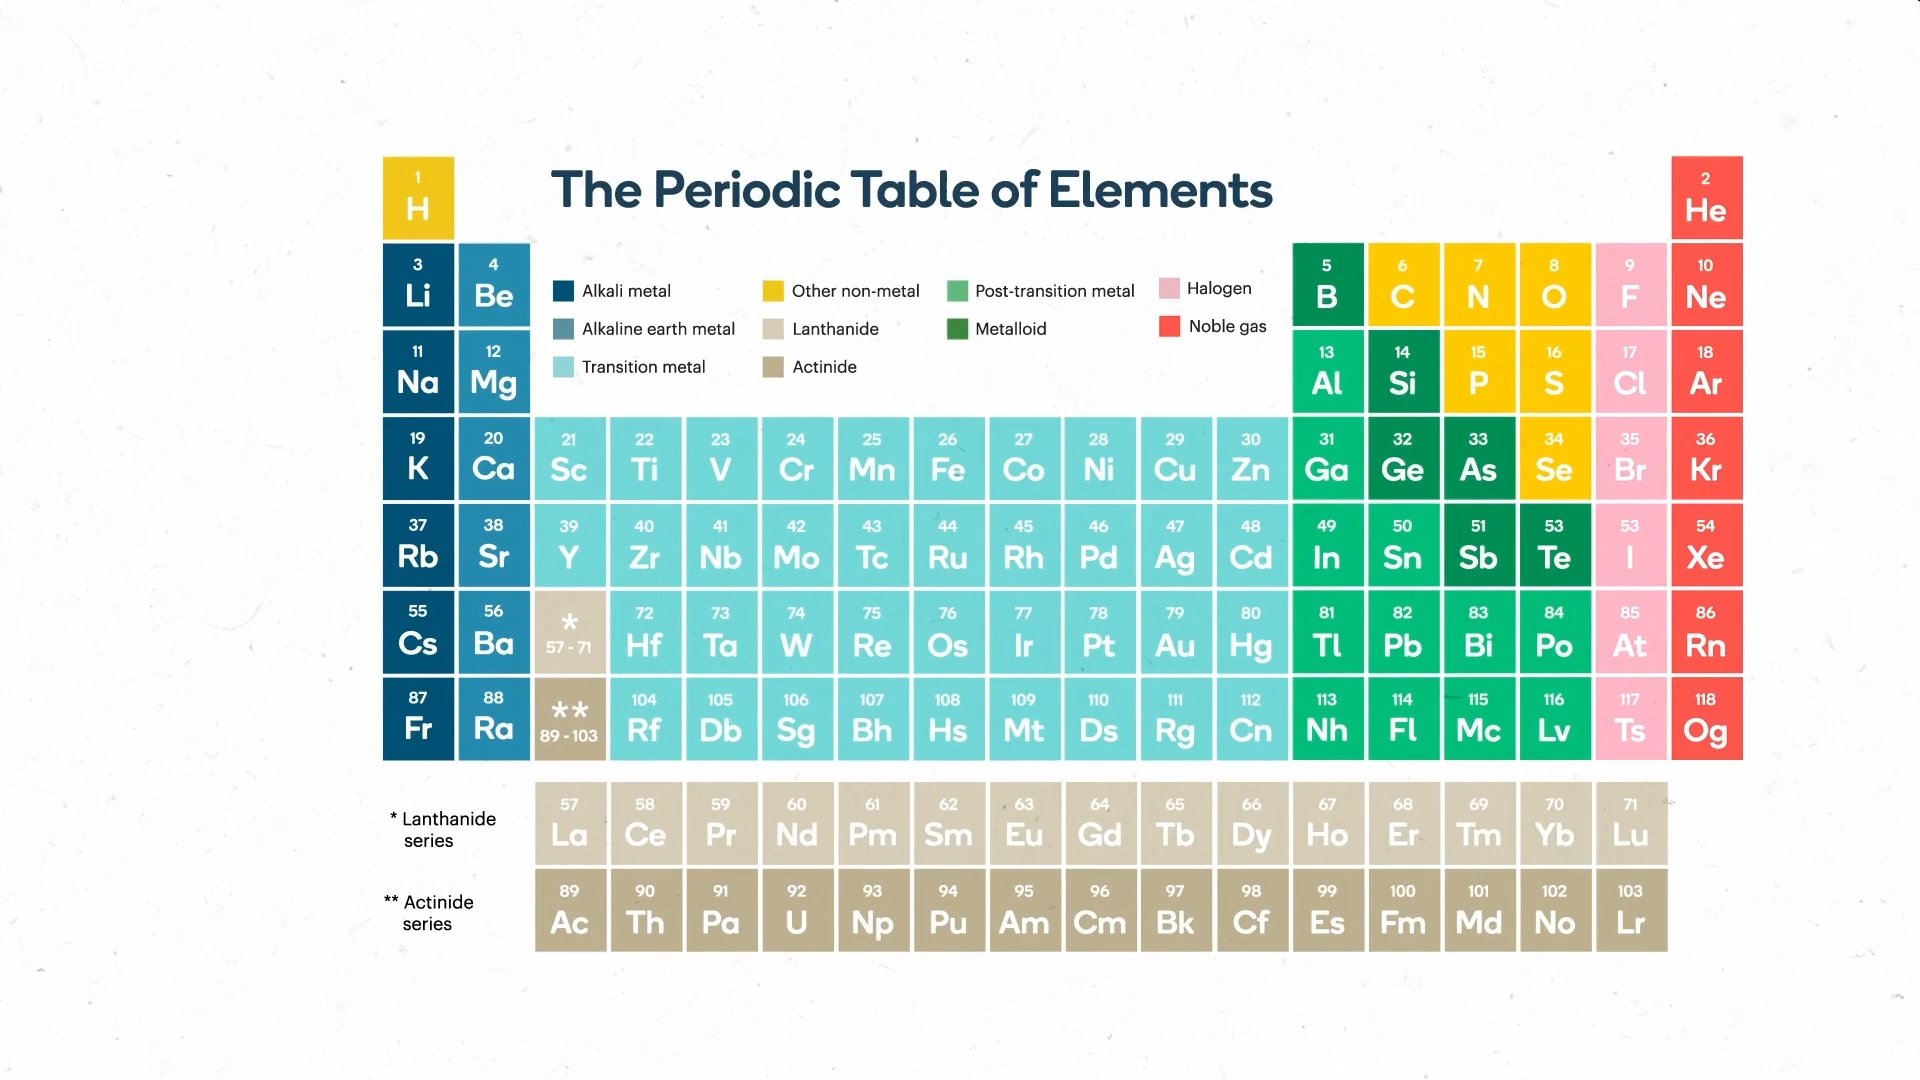 The Periodic Table of Elements
1 2
H He
3 4 5 6 7 8 9 10
Li Be B C N O F Ne
Alkali metal Other non-metal Post-transition metal Halogen
Alkaline earth metal Lanthanide Metalloid Noble gas
Transition metal Actinide
11 12 13 14 15 16 17 18
Na Mg Al Si P S Cl Ar
19 20 21 22 23 24 25 26 27 28 29 30 31 32 33 34 35 36
K Ca Sc Ti V Cr Mn Fe Co Ni Cu Zn Ga Ge As Se Br Kr
37 38 39 40 41 42 43 44 45 46 47 48 49 50 51 53 53 54
Rb Sr Y Zr Nb Mo Tc Ru Rh Pd Ag Cd In Sn Sb Te I Xe
55 56 * 72 73 74 75 76 77 78 79 80 81 82 83 84 85 86
Cs Ba 57 - 71 Hf Ta W Re Os Ir Pt Au Hg Tl Pb Bi Po At Rn
87 88 ** 104 105 106 107 108 109 110 111 112 113 114 115 116 117 118
Fr Ra 89 - 103 Rf Db Sg Bh Hs Mt Ds Rg Cn Nh Fl Mc Lv Ts Og
* Lanthanide
series
57 58 59 60 61 62 63 64 65 66 67 68 69 70 71
La Ce Pr Nd Pm Sm Eu Gd Tb Dy Ho Er Tm Yb Lu
** Actinide
series
89 90 91 92 93 94 95 96 97 98 99 100 101 102 103
Ac Th Pa U Np Pu Am Cm Bk Cf Es Fm Md No Lr